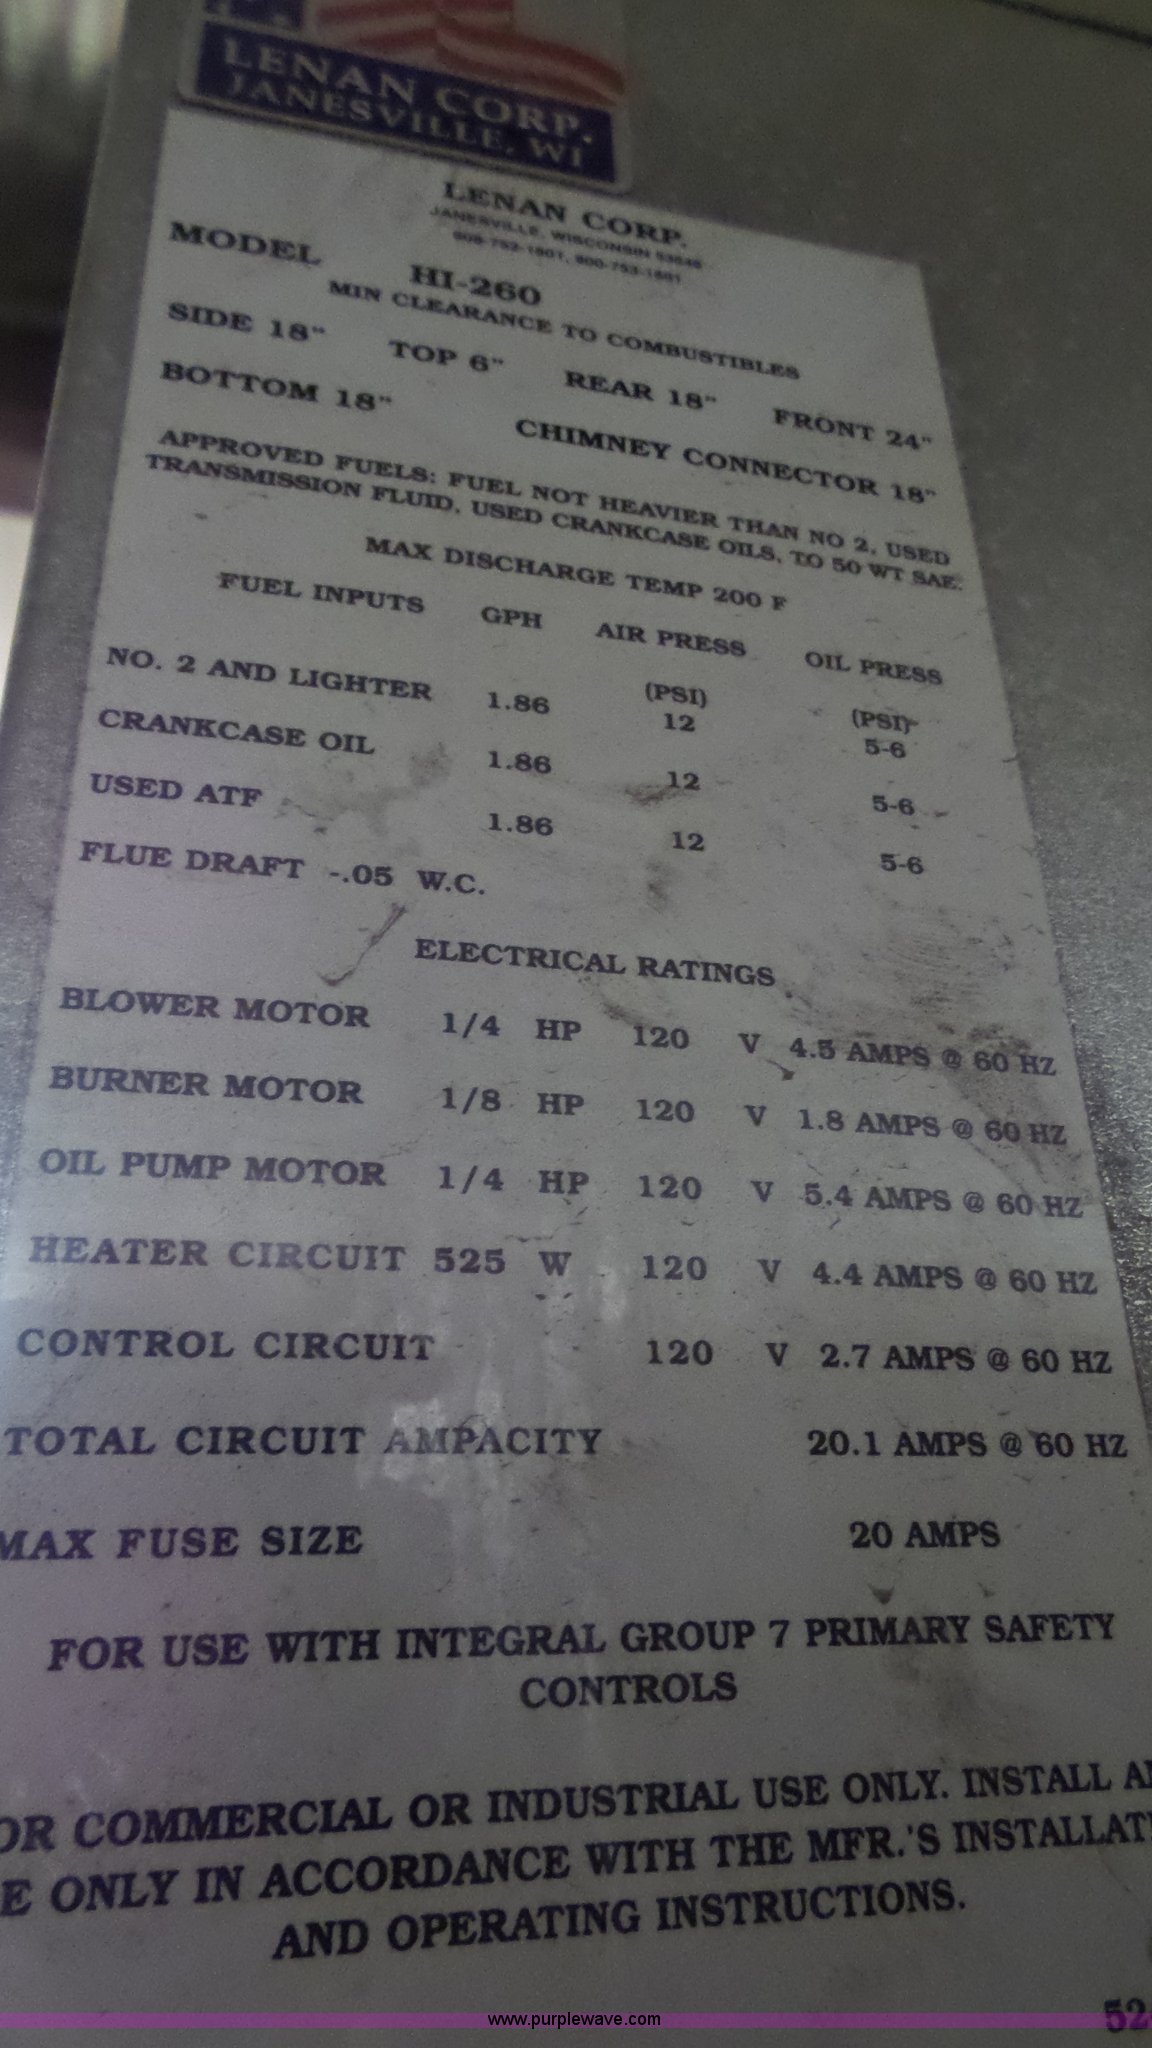 LENAN CORP.
JANESVILLE, WI
LENAN CORP.
JANESVILLE, WISCONSIN
MODEL HI-260
MIN CLEARANCE TO COMBUSTIBLES
SIDE 18" TOP 6" REAR 18" FRONT 24"
BOTTOM 18" CHIMNEY CONNECTOR 18"
APPROVED FUELS: FUEL NOT HEAVIER THAN NO 2, USED
TRANSMISSION FLUID, USED CRANKCASE OILS, TO 50 WT SAE.
MAX DISCHARGE TEMP 200 F
FUEL INPUTS GPH AIR PRESS OIL PRESS
(PSI) (PSI)
NO. 2 AND LIGHTER 1.86 12 5-6
CRANKCASE OIL 1.86 12 5-6
USED ATF 1.86 12 5-6
FLUE DRAFT -.05 W.C.
ELECTRICAL RATINGS
BLOWER MOTOR 1/4 HP 120 V 4.5 AMPS @ 60 HZ
BURNER MOTOR 1/8 HP 120 V 1.8 AMPS @ 60 HZ
OIL PUMP MOTOR 1/4 HP 120 V 5.4 AMPS @ 60 HZ
HEATER CIRCUIT 525 W 120 V 4.4 AMPS @ 60 HZ
CONTROL CIRCUIT 120 V 2.7 AMPS @ 60 HZ
TOTAL CIRCUIT AMPACITY 20.1 AMPS @ 60 HZ
MAX FUSE SIZE 20 AMPS
FOR USE WITH INTEGRAL GROUP 7 PRIMARY SAFETY
CONTROLS
OR COMMERCIAL OR INDUSTRIAL USE ONLY. INSTALL A
E ONLY IN ACCORDANCE WITH THE MFR.'S INSTALLAT
AND OPERATING INSTRUCTIONS.
52
www.purplewave.com